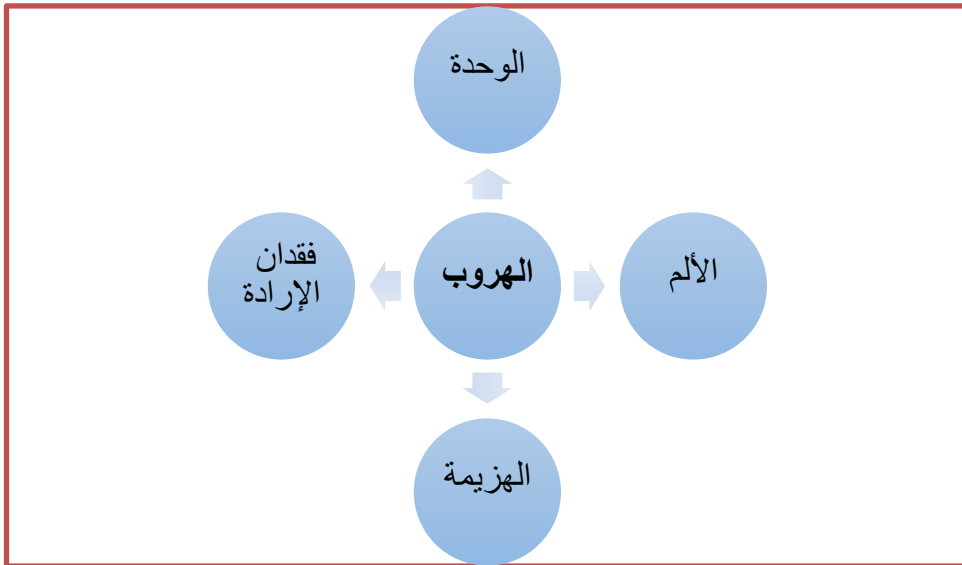 الوحدة
الألم
الهروب
فقدان
الإرادة
الهزيمة